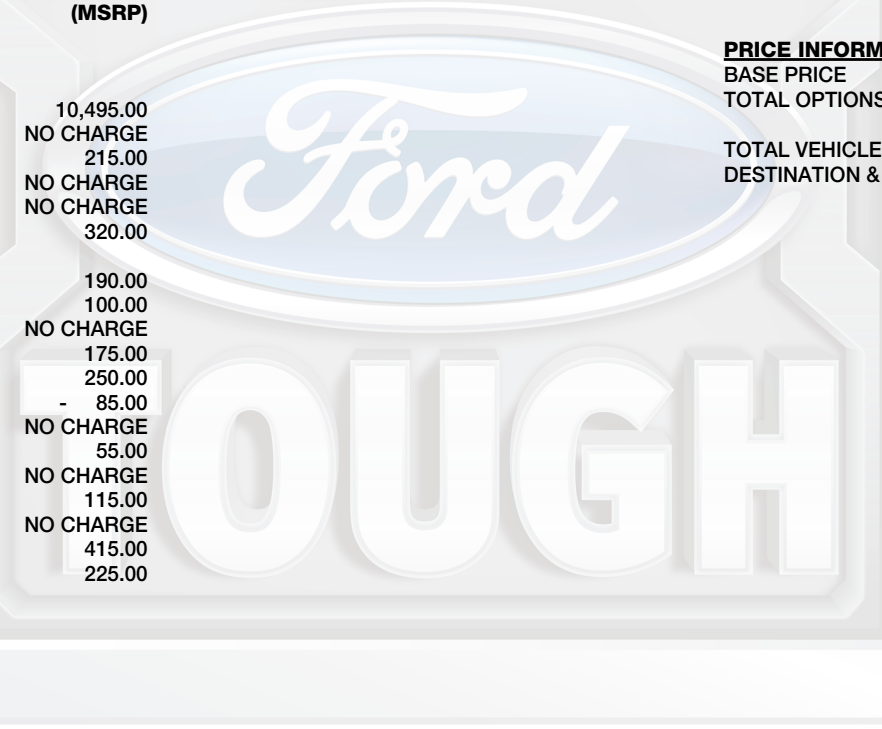 (MSRP)
10,495.00
NO CHARGE
215.00
NO CHARGE
NO CHARGE
320.00
190.00
100.00
NO CHARGE
175.00
250.00
- 85.00
NO CHARGE
55.00
NO CHARGE
115.00
NO CHARGE
415.00
225.00
PRICE INFORM
BASE PRICE
TOTAL OPTIONS
TOTAL VEHICLE
DESTINATION &
Ford
TOUGH